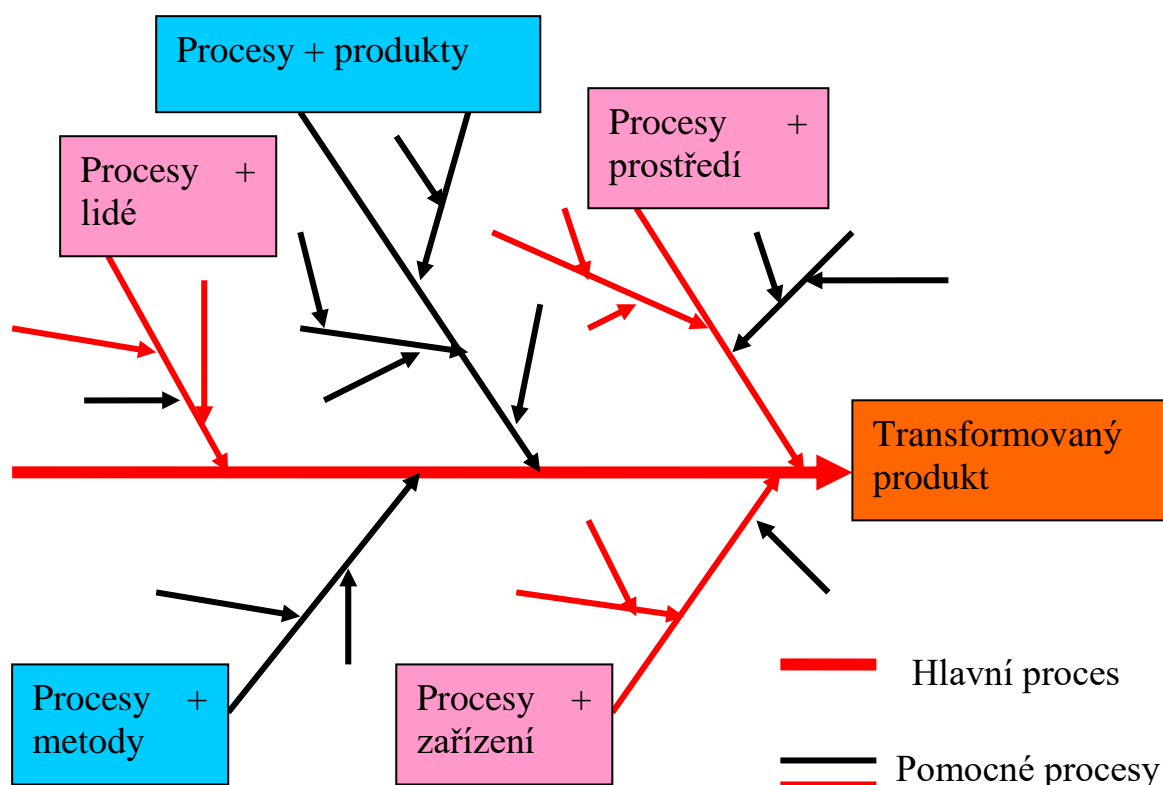 Procesy + produkty
Procesy +
prostředí
Procesy +
lidé
Transformovaný
produkt
Procesy +
metody
Procesy +
zařízení
Hlavní proces
Pomocné procesy